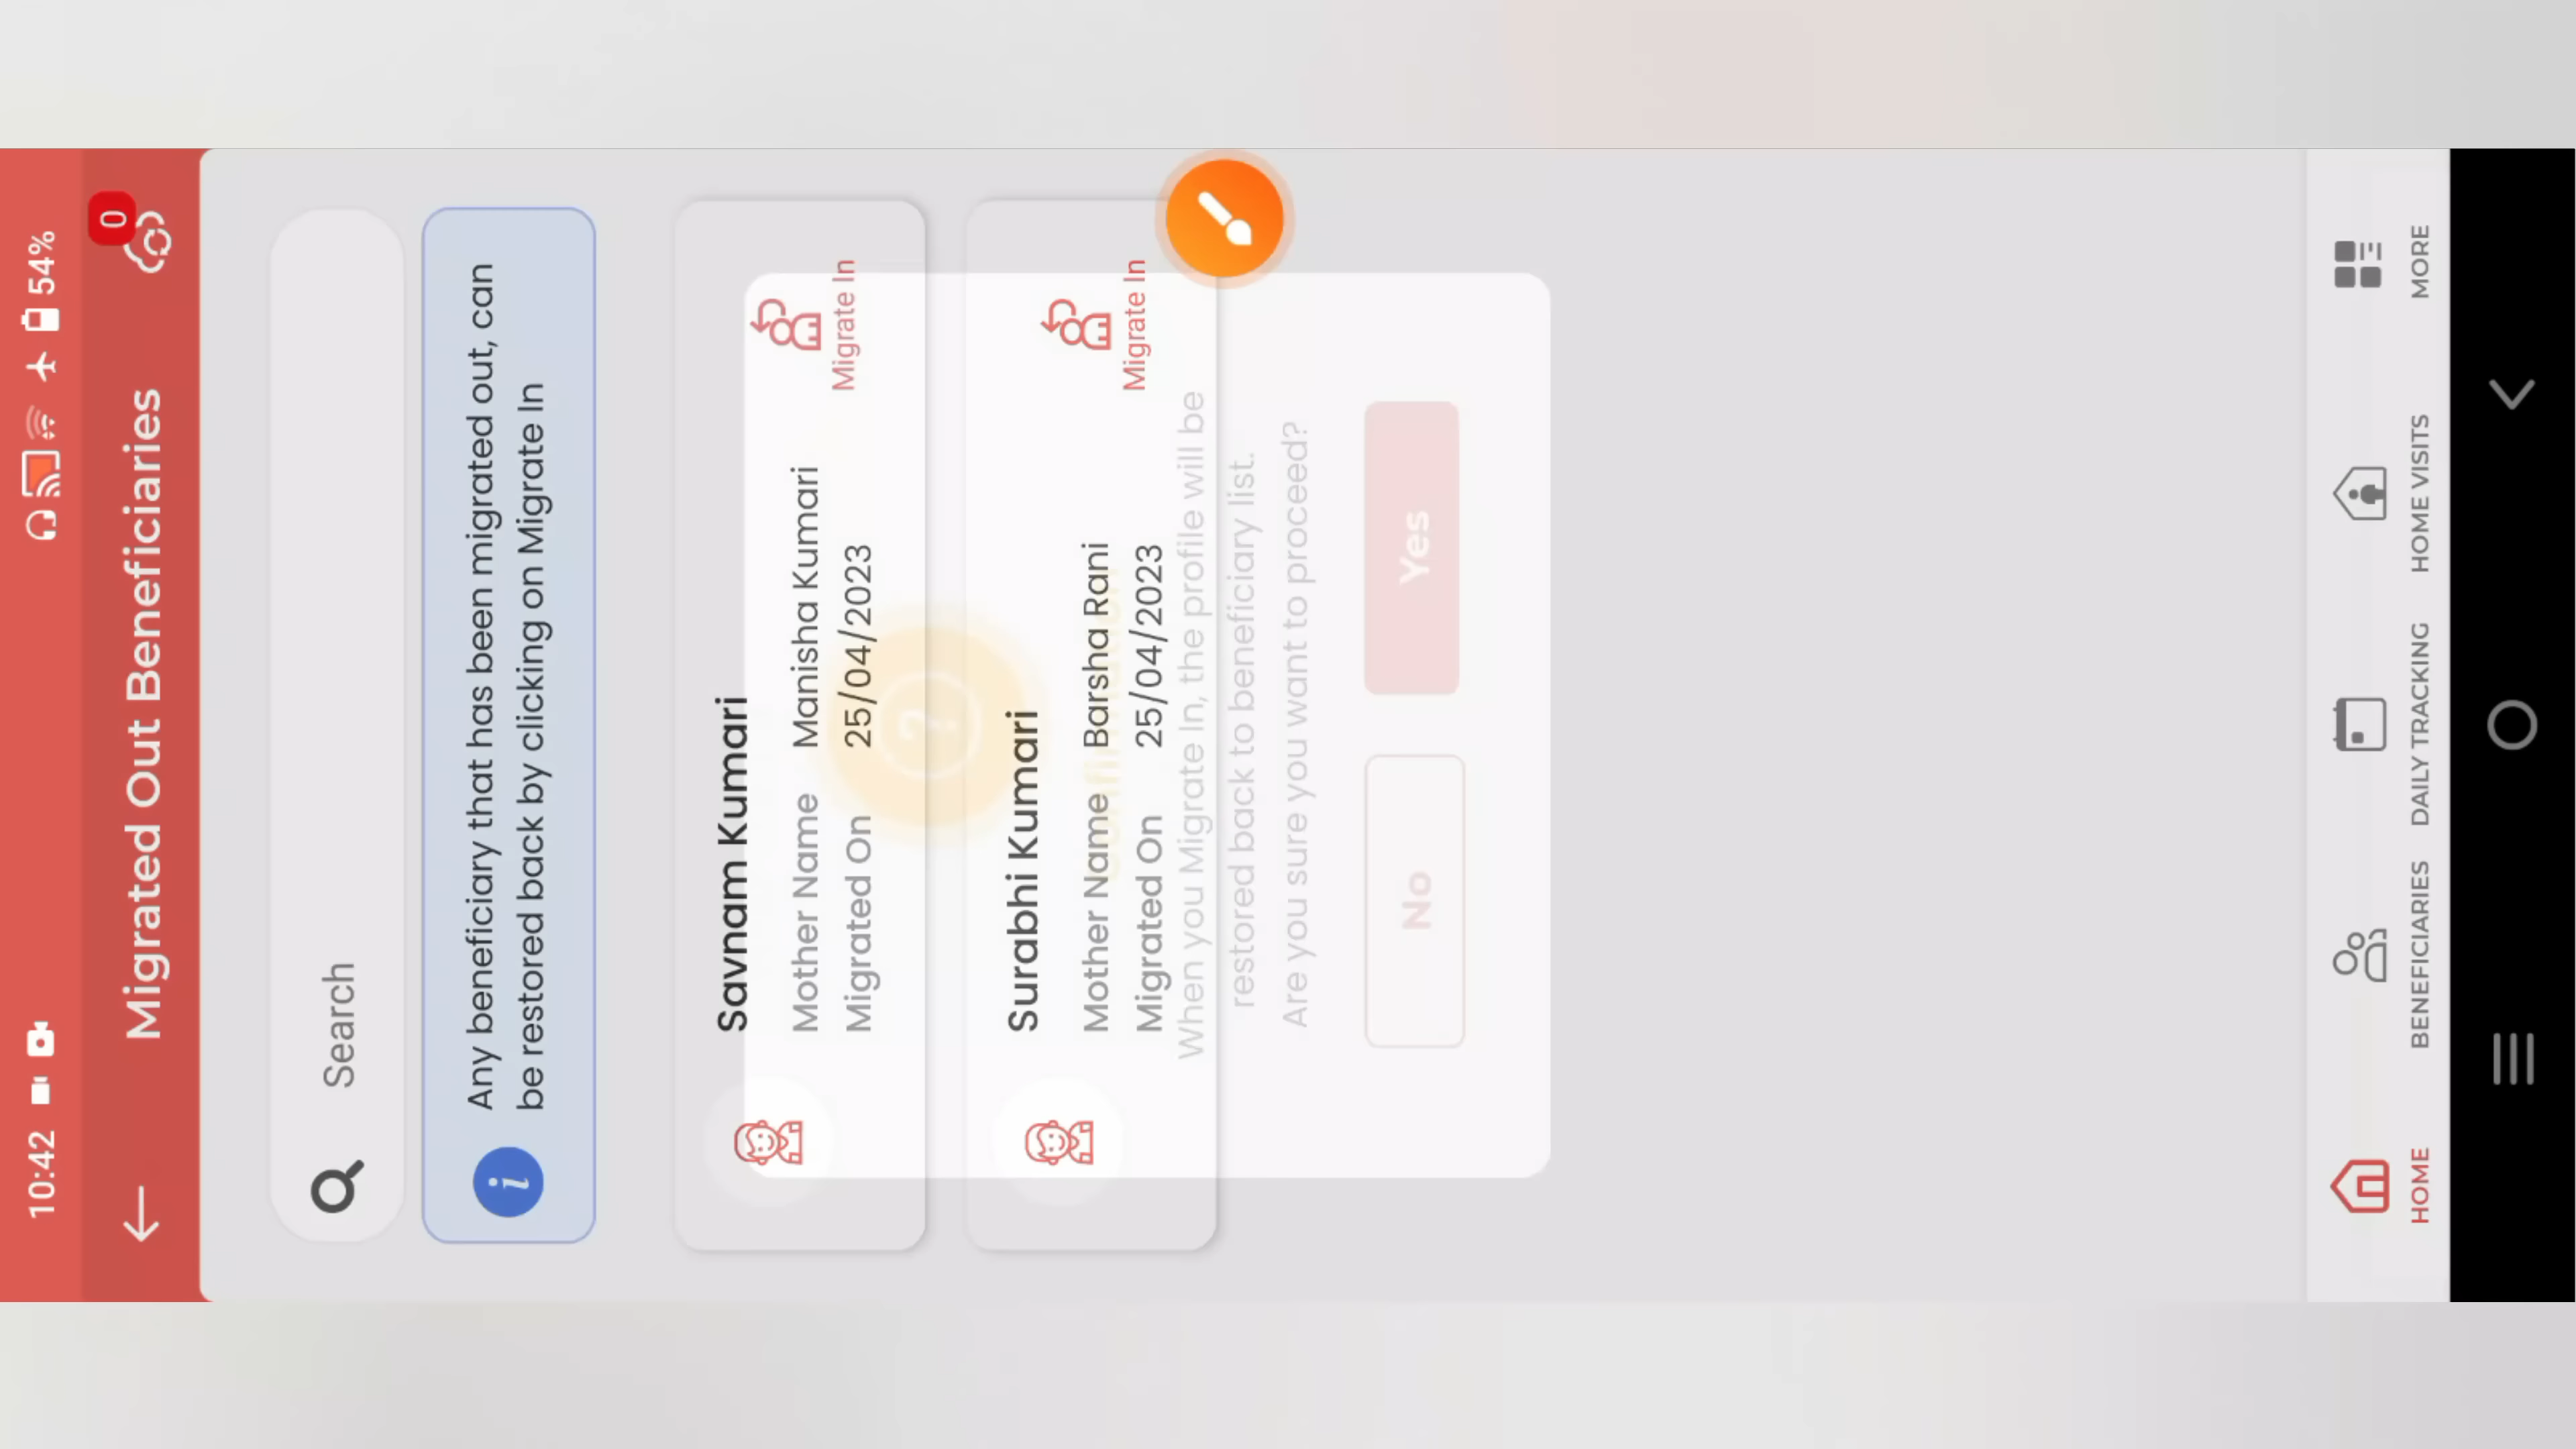 10:42
54%
0
Migrated Out Beneficiaries
Search
Any beneficiary that has been migrated out, can
be restored back by clicking on Migrate In
Savnam Kumari
Mother Name Manisha Kumari
Migrated On 25/04/2023
Migrate In
Surabhi Kumari
Mother Name Barsha Rani
Migrated On 25/04/2023
Migrate In
When you Migrate In, the profile will be
restored back to beneficiary list.
Are you sure you want to proceed?
No
Yes
HOME
BENEFICIARIES
DAILY TRACKING
HOME VISITS
MORE